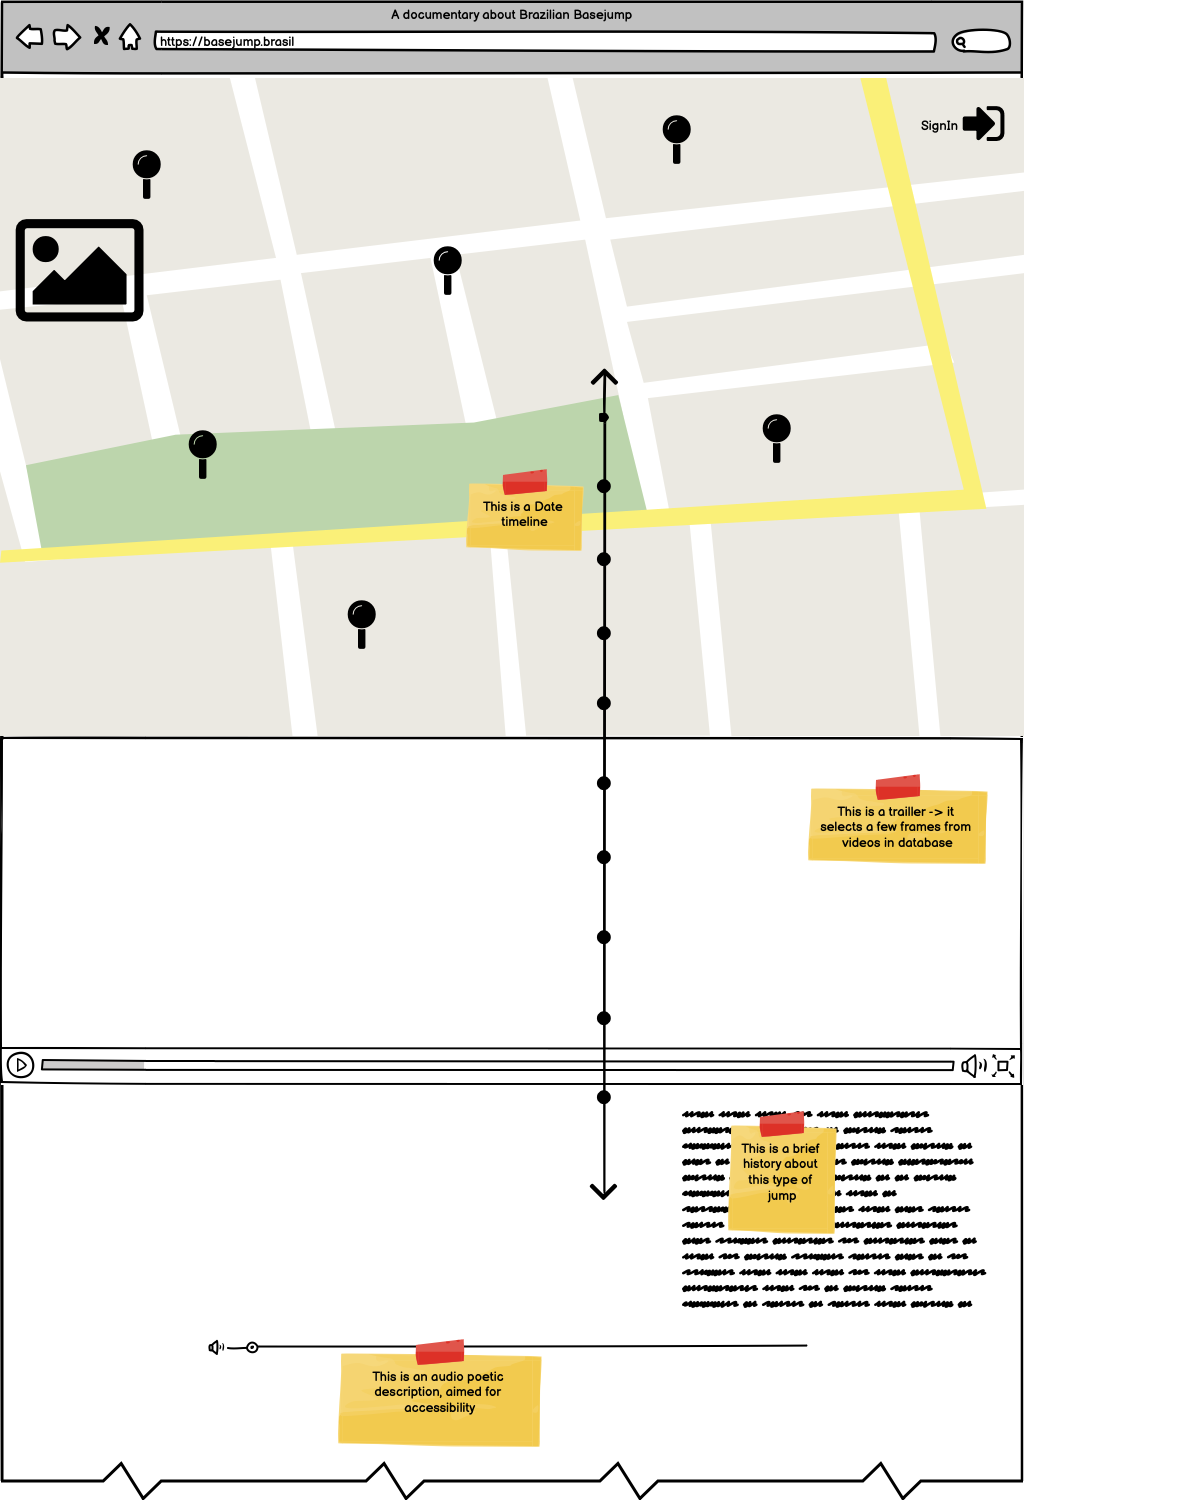 A documentary about Brazilian Basejump
https://basejump.brasil
SignIn
This is a Date
timeline
This is a trailler -> it
selects a few frames from
videos in database
This is a brief
history about
this type of
jump
This is an audio poetic
description, aimed for
accessibility